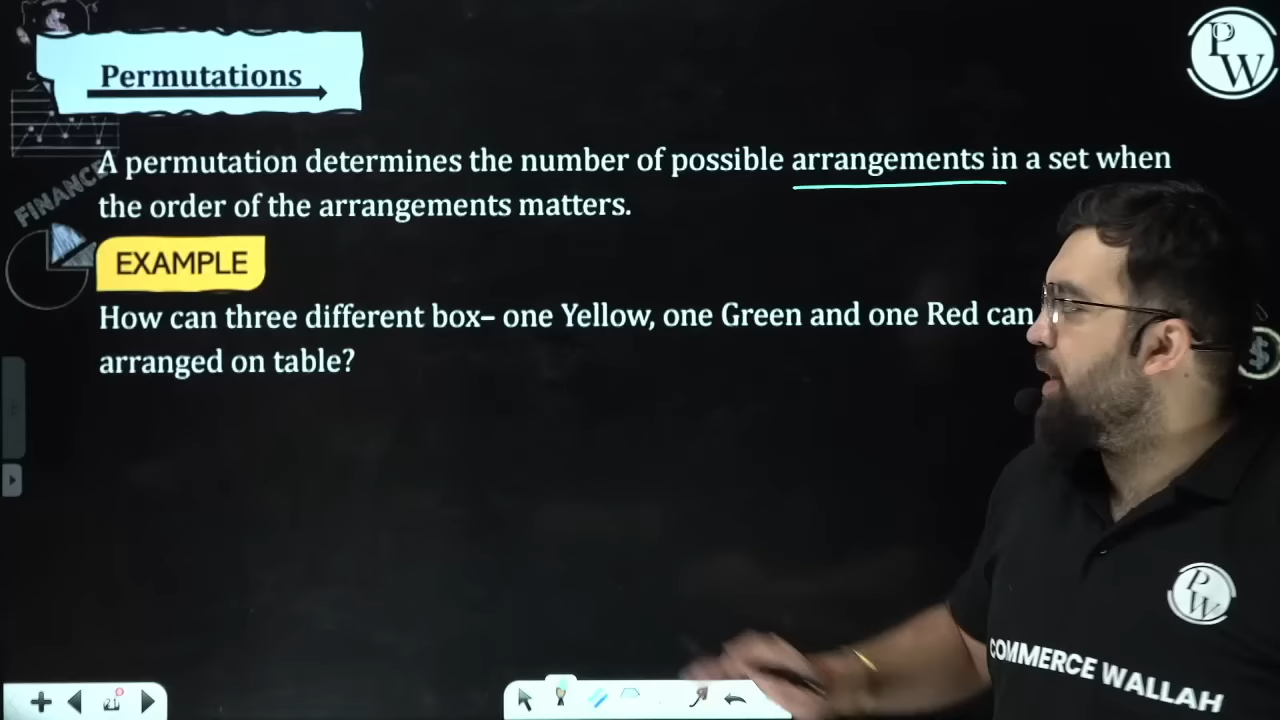 Permutations
P
W
FINANCE
A permutation determines the number of possible arrangements in a set when
the order of the arrangements matters.
EXAMPLE
How can three different box– one Yellow, one Green and one Red can
arranged on table?
$
$
P
W
COMMERCE WALLAH
21